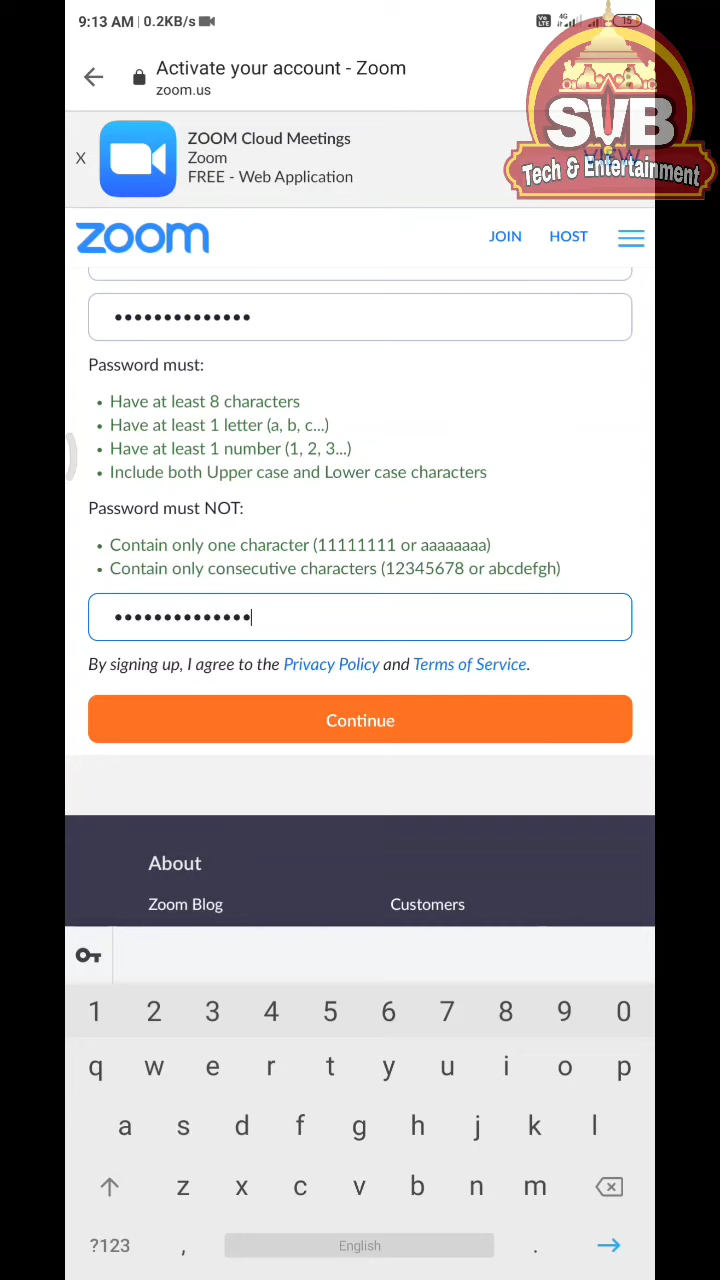 9:13 AM | 0.2KB/s
Vo LTE 4G 15
Activate your account - Zoom
zoom.us
SVB
Tech & Entertainment
X
ZOOM Cloud Meetings
Zoom
FREE - Web Application
VIEW
zoom JOIN HOST
••••••••••••••
Password must:
• Have at least 8 characters
• Have at least 1 letter (a, b, c...)
• Have at least 1 number (1, 2, 3...)
• Include both Upper case and Lower case characters
Password must NOT:
• Contain only one character (11111111 or aaaaaaaa)
• Contain only consecutive characters (12345678 or abcdefgh)
••••••••••••••
By signing up, I agree to the Privacy Policy and Terms of Service.
Continue
About
Zoom Blog Customers
1 2 3 4 5 6 7 8 9 0
q w e r t y u i o p
a s d f g h j k l
z x c v b n m
?123 , English .